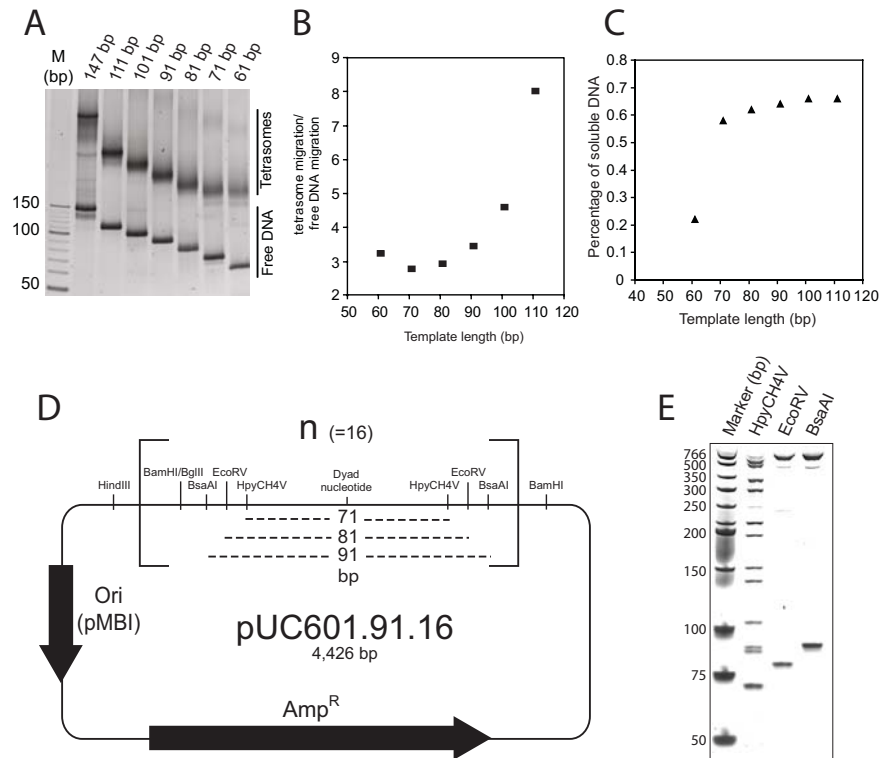 A
M
(bp)
147 bp
111 bp
101 bp
91 bp
81 bp
71 bp
61 bp
150
100
50
Tetrasomes
Free DNA
B
tetrasome migration/
free DNA migration
9
8
7
6
5
4
3
2
50 60 70 80 90 100 110 120
Template length (bp)
C
Percentage of soluble DNA
0.8
0.7
0.6
0.5
0.4
0.3
0.2
0.1
0
40 50 60 70 80 90 100 110 120
Template length (bp)
D
n (=16)
HindIII
BamHI/BglII
BsaAI
EcoRV
HpyCH4V
Dyad
nucleotide
HpyCH4V
EcoRV
BsaAI
BamHI
71
81
91
bp
Ori
(pMBI)
pUC601.91.16
4,426 bp
AmpR
E
Marker (bp)
HpyCH4V
EcoRV
BsaAI
766
500
350
300
250
200
150
100
75
50